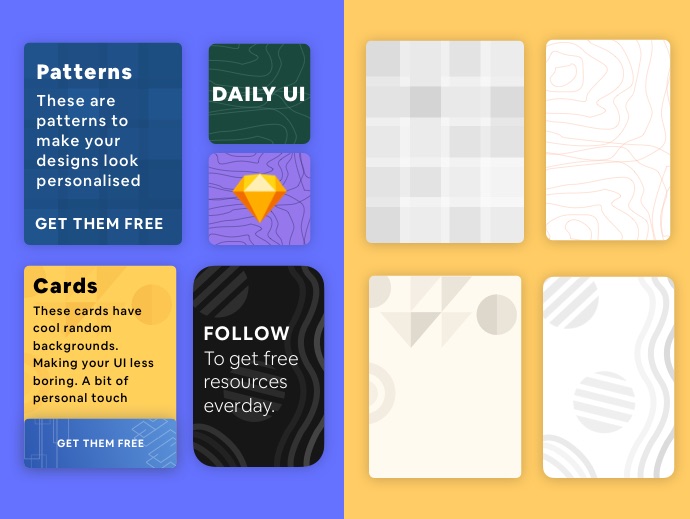 Patterns
These are
patterns to
make your
designs look
personalised
GET THEM FREE
DAILY UI
Cards
These cards have
cool random
backgrounds.
Making your UI less
boring. A bit of
personal touch
GET THEM FREE
FOLLOW
To get free
resources
everday.